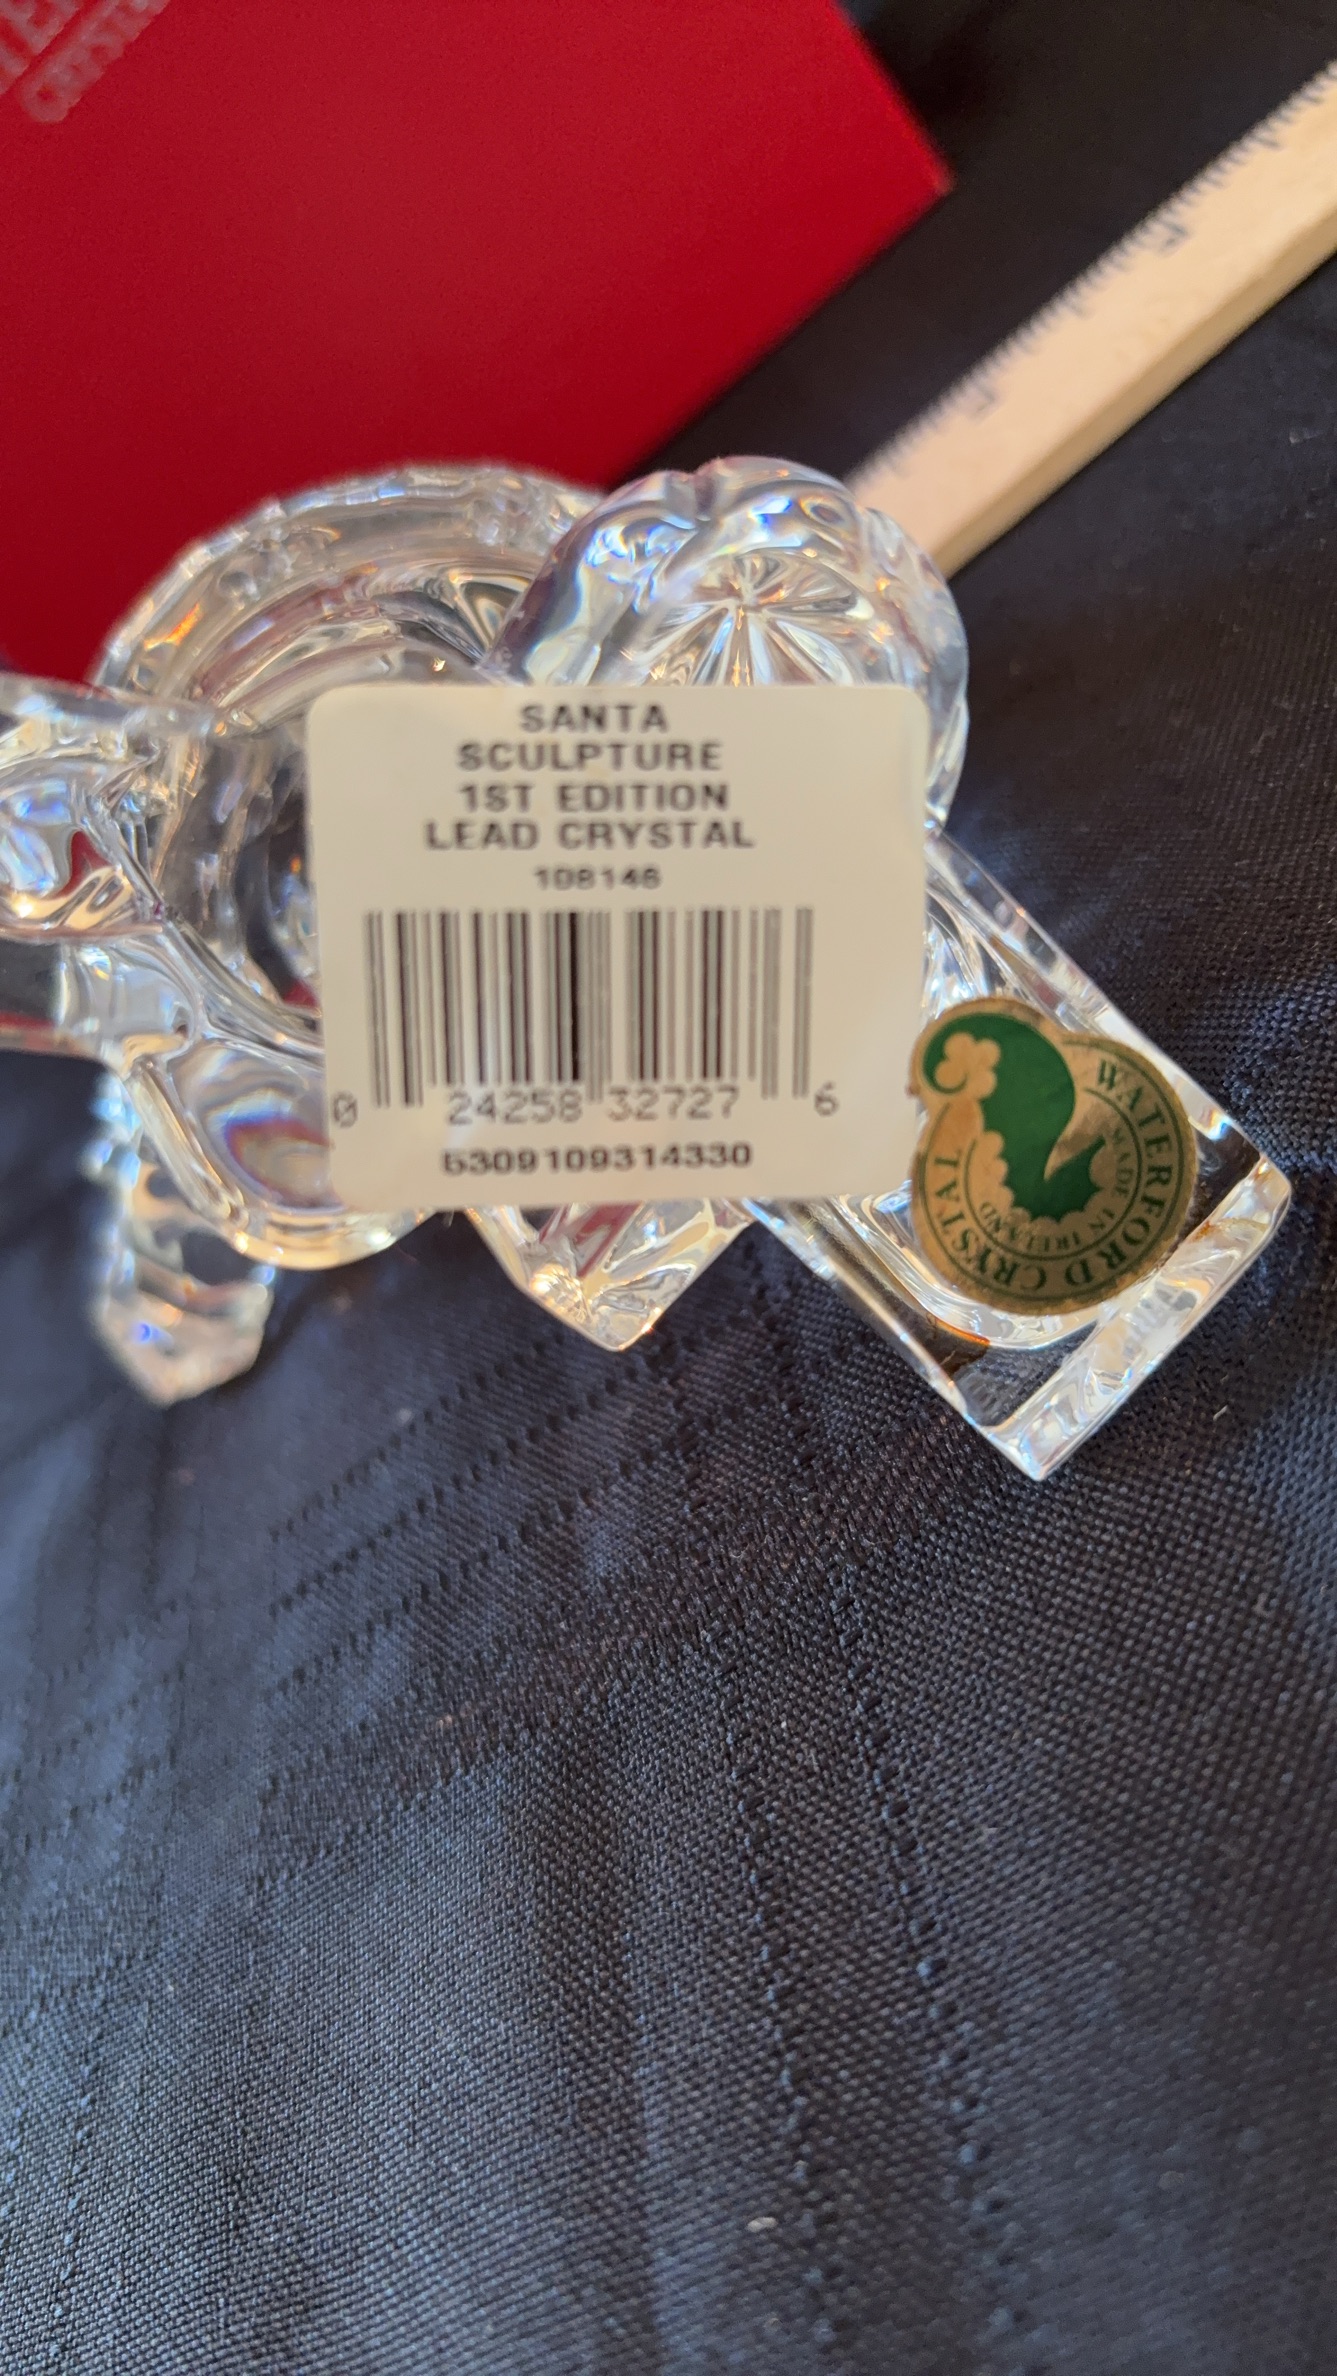 SANTA
SCULPTURE
1ST EDITION
LEAD CRYSTAL
108146
0 24258 32727 6
5309109314330
WATERFORD CRYSTAL
MADE IN IRELAND